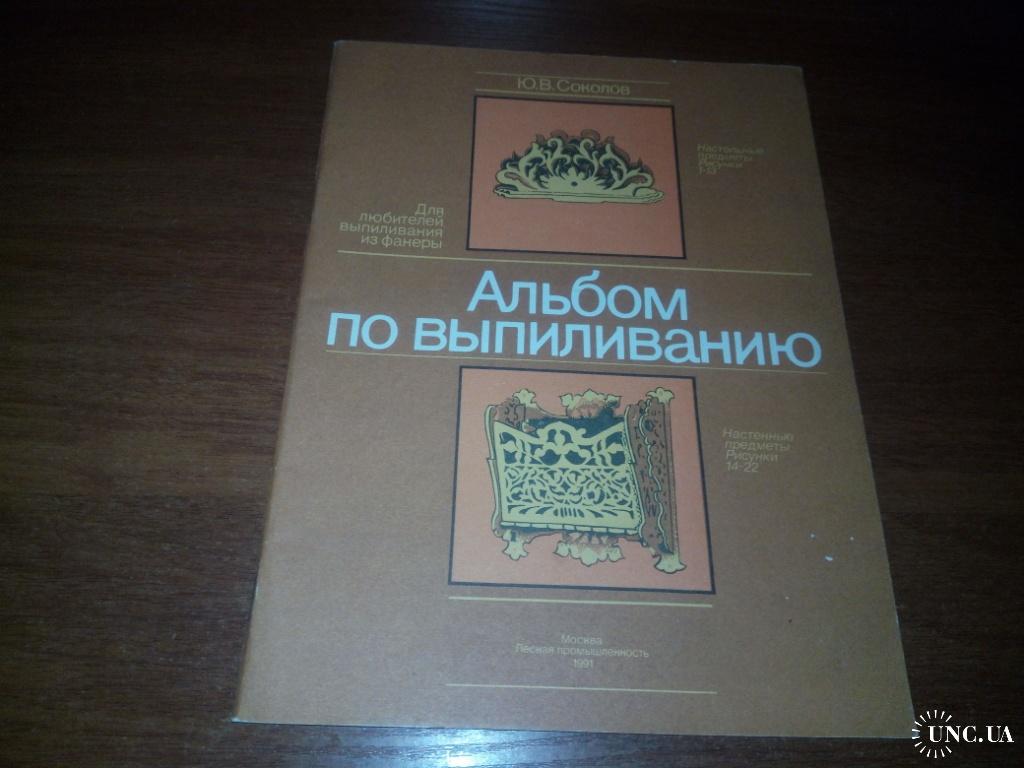 Ю.В.Соколов
Настольные
предметы
Рисунки
1-13
Для
любителей
выпиливания
из фанеры
Альбом
по выпиливанию
Настенные
предметы
Рисунки
14-22
Москва
Лесная промышленность
1991
UNC.UA